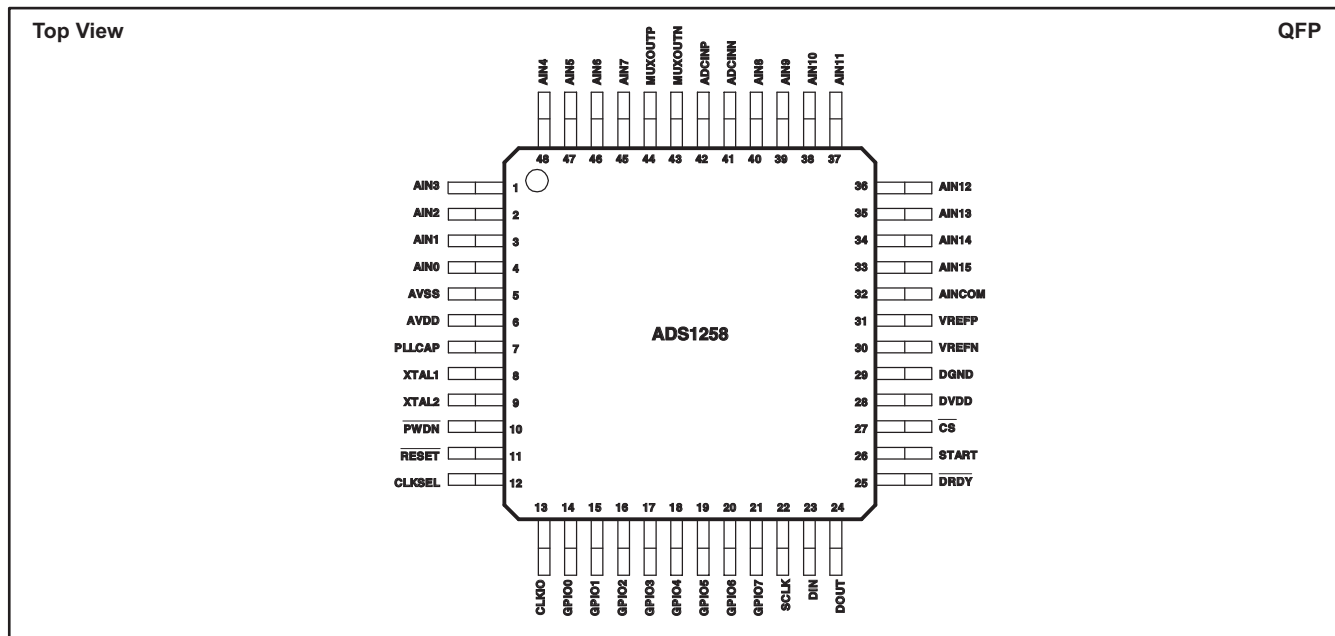 Top View
QFP
AIN4
AIN5
AIN6
AIN7
MUXOUTP
MUXOUTN
ADCINP
ADCINN
AIN8
AIN9
AIN10
AIN11
48 47 46 45 44 43 42 41 40 39 38 37
AIN3 1
AIN2 2
AIN1 3
AIN0 4
AVSS 5
AVDD 6
PLLCAP 7
XTAL1 8
XTAL2 9
PWDN 10
RESET 11
CLKSEL 12
ADS1258
36 AIN12
35 AIN13
34 AIN14
33 AIN15
32 AINCOM
31 VREFP
30 VREFN
29 DGND
28 DVDD
27 CS
26 START
25 DRDY
13 14 15 16 17 18 19 20 21 22 23 24
CLKIO
GPIO0
GPIO1
GPIO2
GPIO3
GPIO4
GPIO5
GPIO6
GPIO7
SCLK
DIN
DOUT